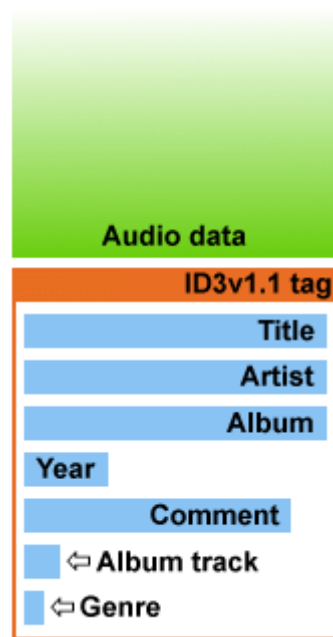 Audio data
ID3v1.1 tag
Title
Artist
Album
Year
Comment
⇦ Album track
⇦ Genre